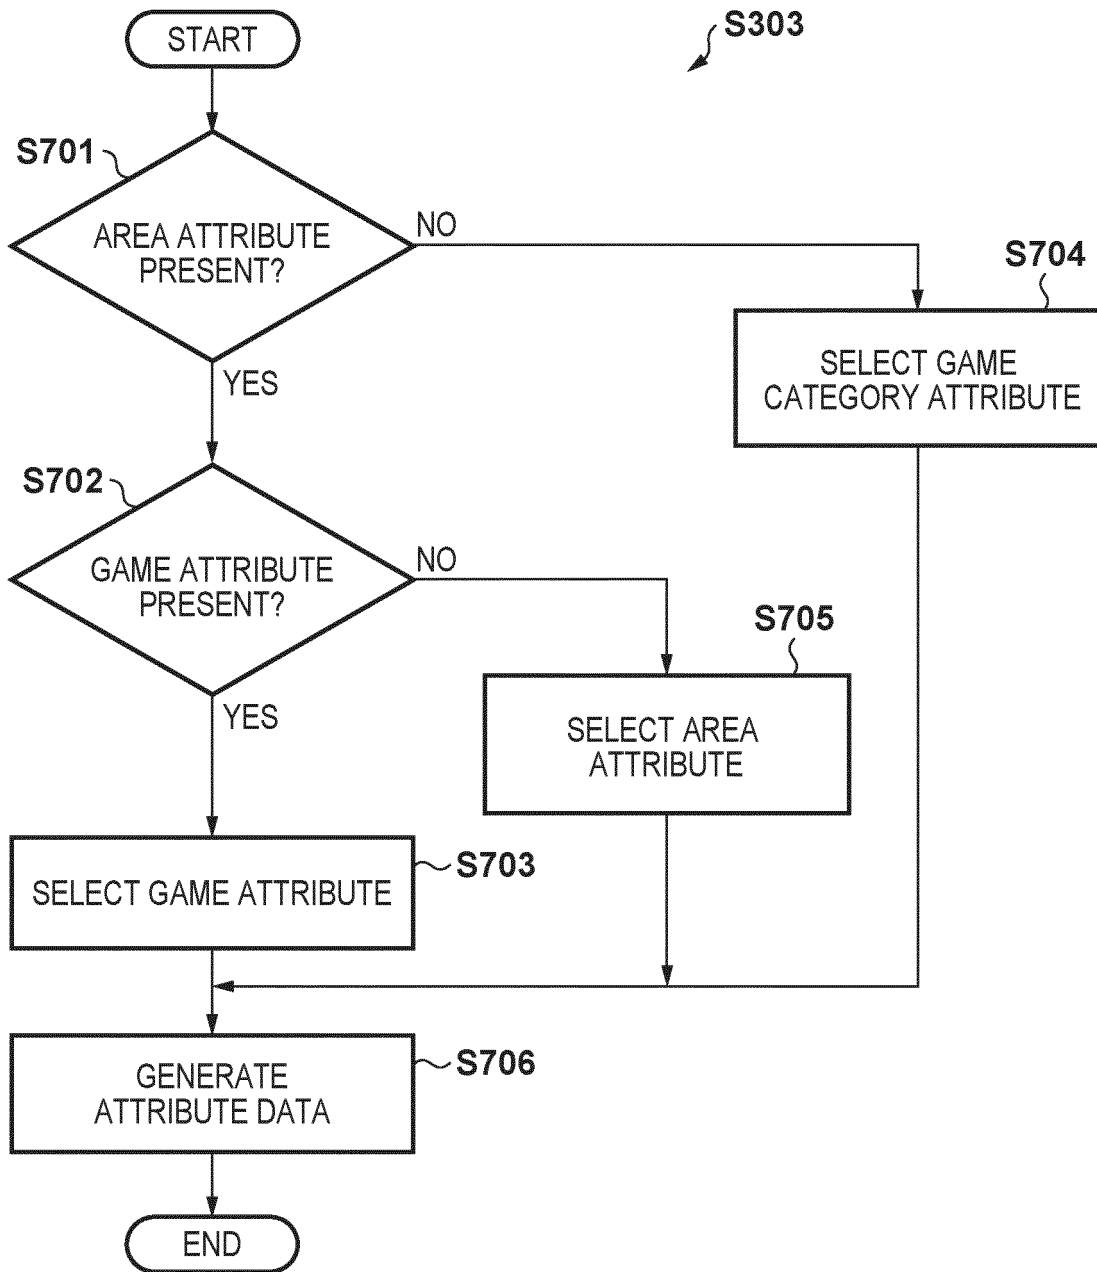 START
S303
S701
AREA ATTRIBUTE
PRESENT?
NO
YES
S704
SELECT GAME
CATEGORY ATTRIBUTE
S702
GAME ATTRIBUTE
PRESENT?
NO
YES
S705
SELECT AREA
ATTRIBUTE
S703
SELECT GAME ATTRIBUTE
S706
GENERATE
ATTRIBUTE DATA
END